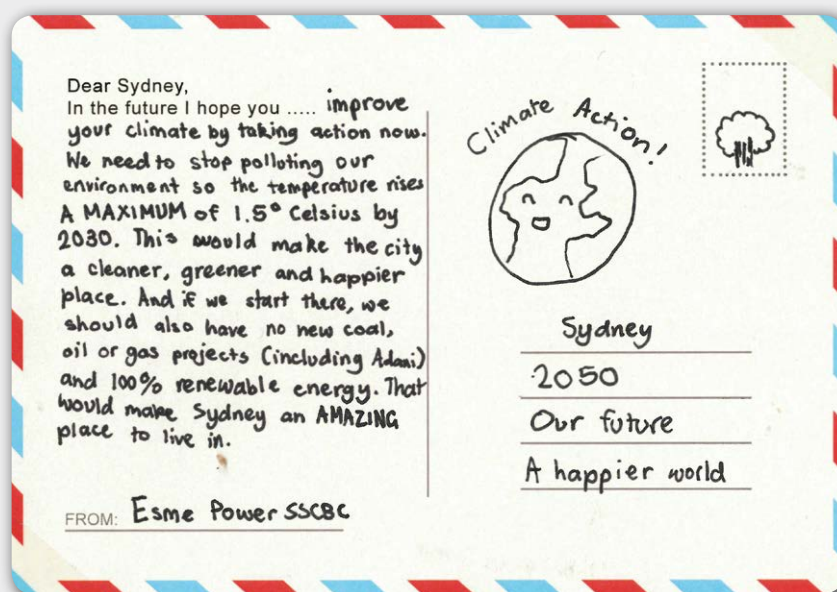 Dear Sydney,
In the future I hope you ..... improve
your climate by taking action now.
We need to stop polloting our
environment so the temperature rises
A MAXIMUM of 1.5° Celsius by
2030. This would make the city
a cleaner, greener and happier
place. And if we start there, we
should also have no new coal,
oil or gas projects (including Adani)
and 100% renewable energy. That
would make Sydney an AMAZING
place to live in.
FROM: Esme Power SSCBC
Climate Action!
Sydney
2050
Our future
A happier world